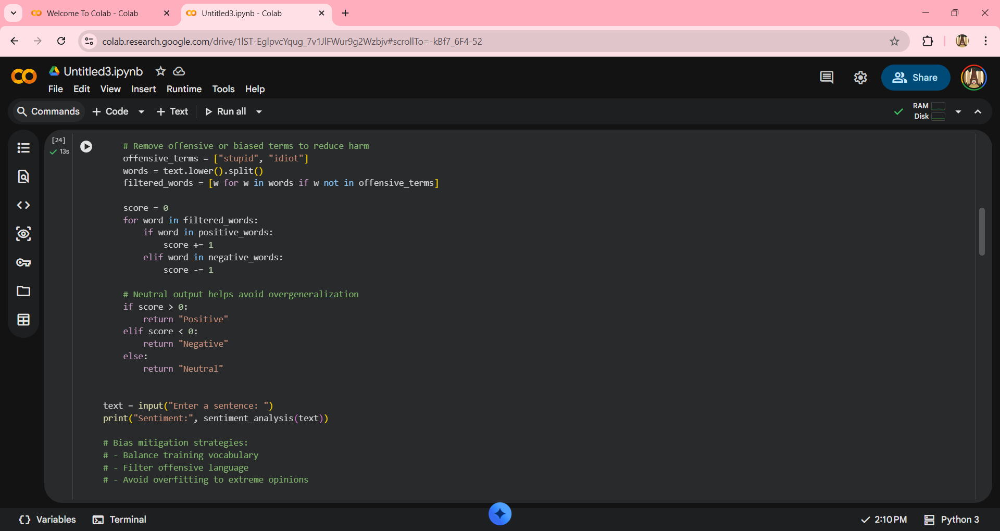 Welcome To Colab - Colab
Untitled3.ipynb - Colab
colab.research.google.com/drive/1lST-EglpvcYqug_7v1JlFWur9g2Wzbjv#scrollTo=-kBf7_6F4-52
Untitled3.ipynb
File Edit View Insert Runtime Tools Help
Share
Commands + Code + Text Run all
RAM
Disk
[24]
13s
# Remove offensive or biased terms to reduce harm
offensive_terms = ["stupid", "idiot"]
words = text.lower().split()
filtered_words = [w for w in words if w not in offensive_terms]
score = 0
for word in filtered_words:
if word in positive_words:
score += 1
elif word in negative_words:
score -= 1
# Neutral output helps avoid overgeneralization
if score > 0:
return "Positive"
elif score < 0:
return "Negative"
else:
return "Neutral"
text = input("Enter a sentence: ")
print("Sentiment:", sentiment_analysis(text))
# Bias mitigation strategies:
# - Balance training vocabulary
# - Filter offensive language
# - Avoid overfitting to extreme opinions
{} Variables Terminal
2:10 PM Python 3